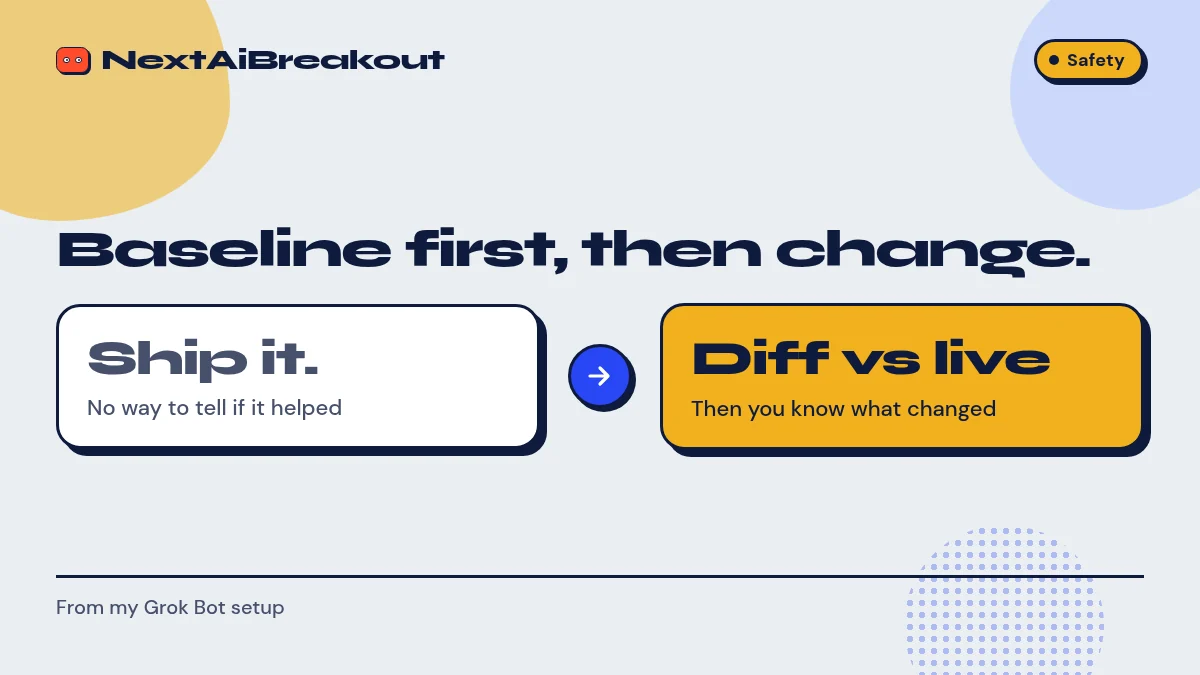 NextAiBreakout
Safety
Baseline first, then change.
Ship it.
No way to tell if it helped
Diff vs live
Then you know what changed
From my Grok Bot setup